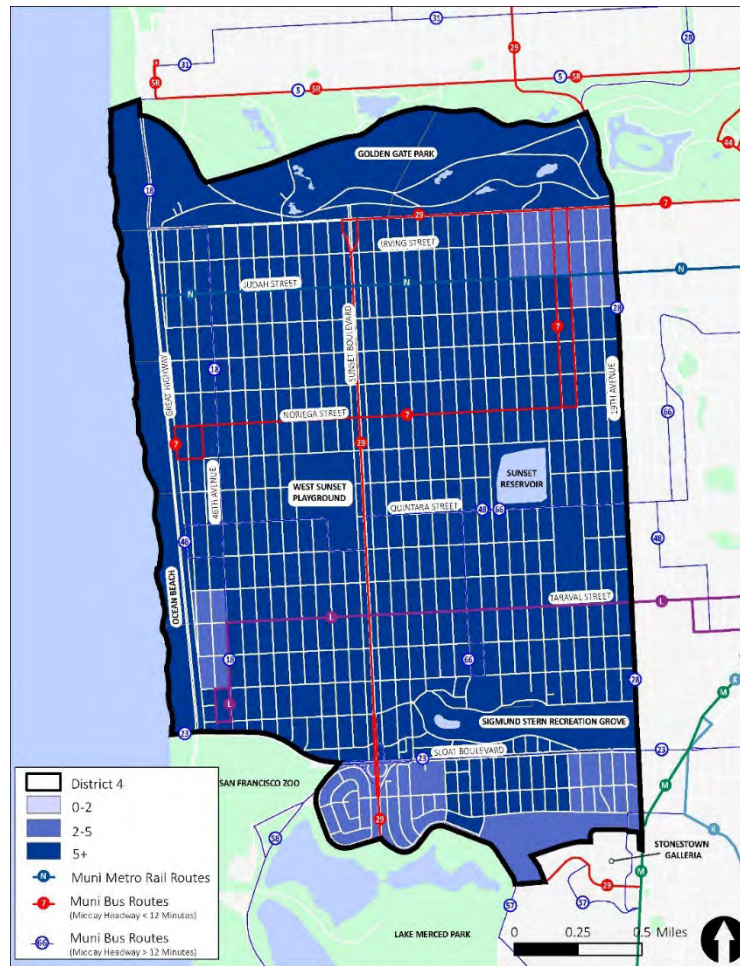 31
31
28
29
5R
5
5R
5R
44
GOLDEN GATE PARK
18
7
29
IRVING STREET
JUDAH STREET
N
N
N
SUNSET BOULEVARD
28
7
18
GREAT HIGHWAY
19TH AVENUE
NORIEGA STREET
7
7
66
29
46TH AVENUE
SUNSET
RESERVOIR
WEST SUNSET
PLAYGROUND
QUINTARA STREET
48
66
48
48
OCEAN BEACH
TARAVAL STREET
L
L
18
66
28
M
K
L
SIGMUND STERN RECREATION GROVE
23
SLOAT BOULEVARD
23
23
SAN FRANCISCO ZOO
M
29
K
58
STONESTOWN
GALLERIA
M
29
57
57
LAKE MERCED PARK
District 4
0-2
2-5
5+
N Muni Metro Rail Routes
7 Muni Bus Routes
(Midday Headway < 12 Minutes)
66 Muni Bus Routes
(Midday Headway > 12 Minutes)
0 0.25 0.5 Miles